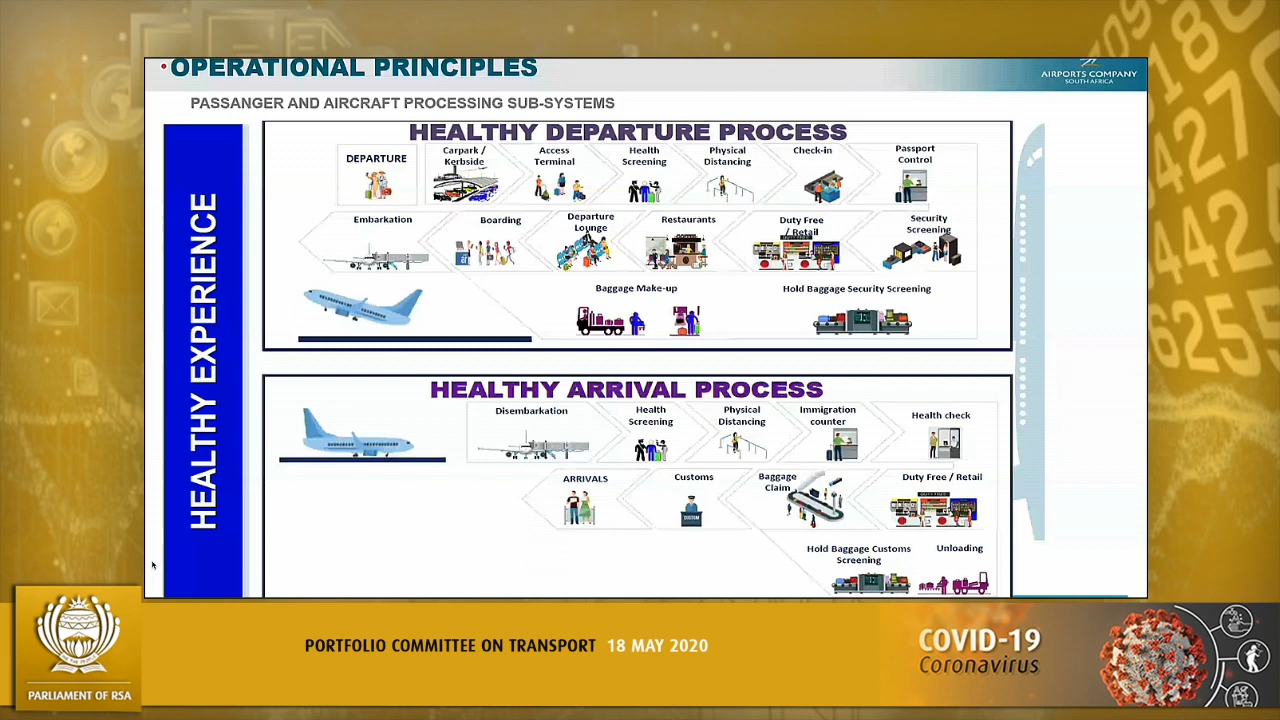 • OPERATIONAL PRINCIPLES
AIRPORTS COMPANY
SOUTH AFRICA
PASSANGER AND AIRCRAFT PROCESSING SUB-SYSTEMS
HEALTHY EXPERIENCE
HEALTHY DEPARTURE PROCESS
DEPARTURE
Carpark /
Kerbside
Access
Terminal
Health
Screening
Physical
Distancing
Check-in
Passport
Control
Embarkation
Boarding
Departure
Lounge
Restaurants
Duty Free
/ Retail
Security
Screening
Baggage Make-up
Hold Baggage Security Screening
HEALTHY ARRIVAL PROCESS
Disembarkation
Health
Screening
Physical
Distancing
Immigration
counter
Health check
ARRIVALS
Customs
CUSTOM
Baggage
Claim
Duty Free / Retail
DUTY FREE
Hold Baggage Customs
Screening
Unloading
PARLIAMENT OF RSA
PORTFOLIO COMMITTEE ON TRANSPORT 18 MAY 2020
COVID-19
Coronavirus